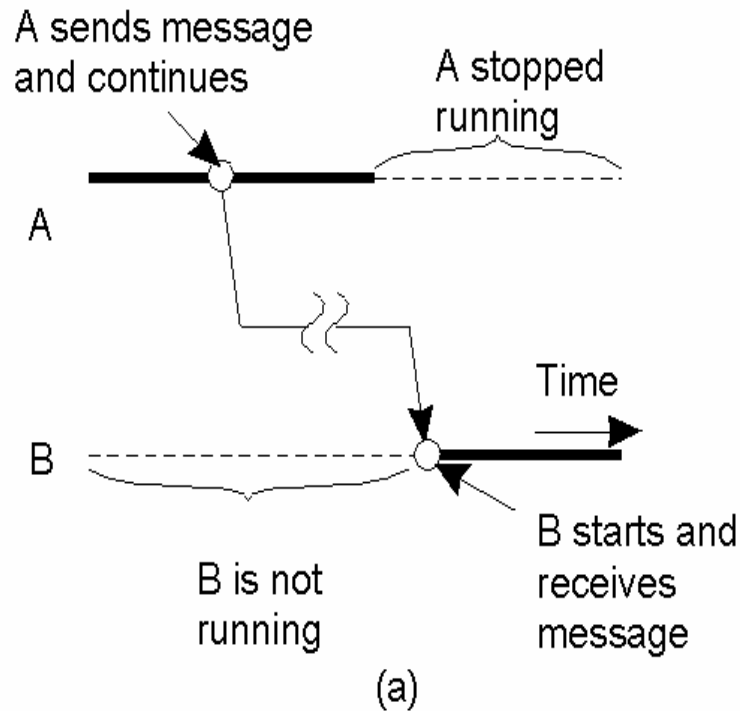 A sends message
and continues
A stopped
running
A
Time
B
B is not
running
B starts and
receives
message
(a)